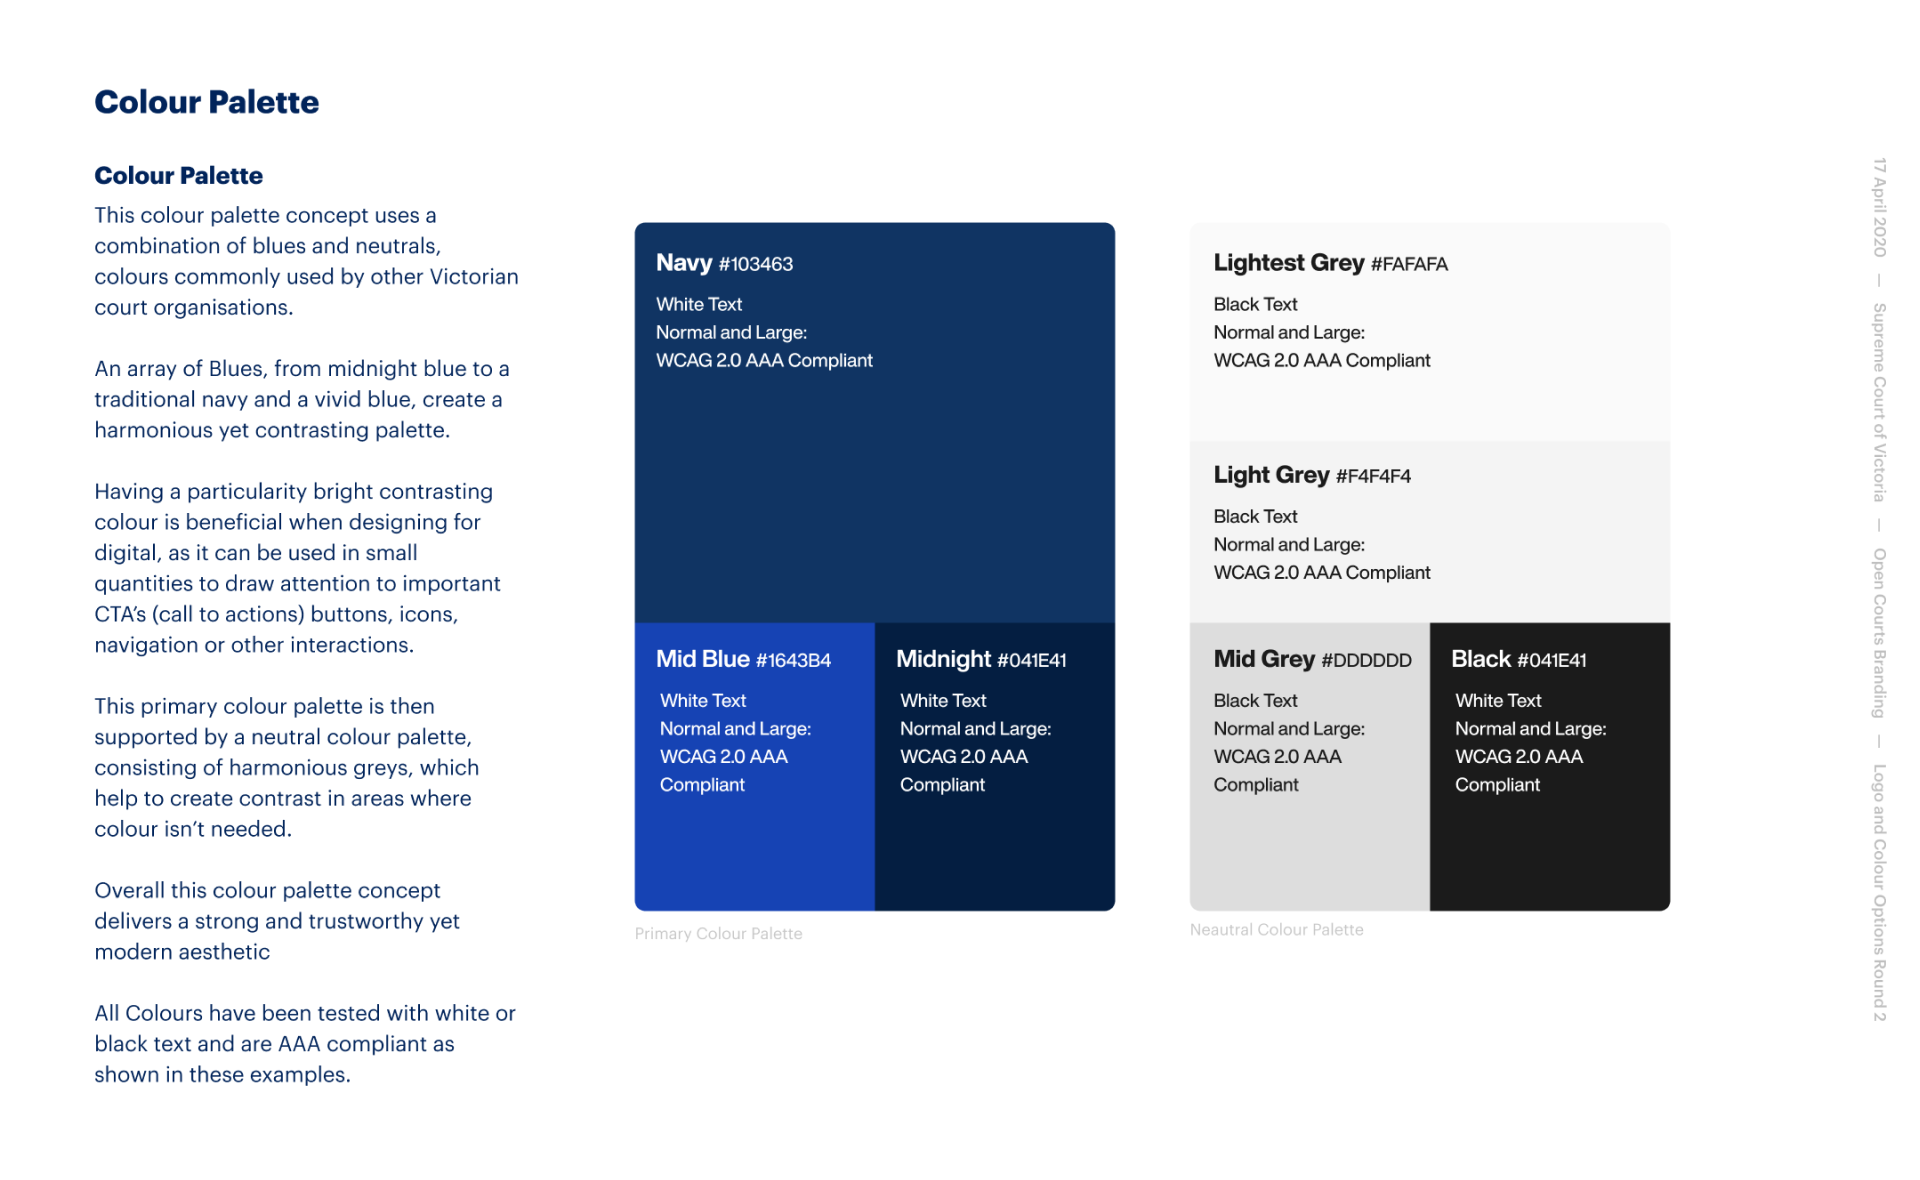 Colour Palette
Colour Palette
This colour palette concept uses a
combination of blues and neutrals,
colours commonly used by other Victorian
court organisations.
An array of Blues, from midnight blue to a
traditional navy and a vivid blue, create a
harmonious yet contrasting palette.
Having a particularity bright contrasting
colour is beneficial when designing for
digital, as it can be used in small
quantities to draw attention to important
CTA’s (call to actions) buttons, icons,
navigation or other interactions.
This primary colour palette is then
supported by a neutral colour palette,
consisting of harmonious greys, which
help to create contrast in areas where
colour isn’t needed.
Overall this colour palette concept
delivers a strong and trustworthy yet
modern aesthetic
All Colours have been tested with white or
black text and are AAA compliant as
shown in these examples.
Navy #103463
White Text
Normal and Large:
WCAG 2.0 AAA Compliant
Mid Blue #1643B4
White Text
Normal and Large:
WCAG 2.0 AAA
Compliant
Midnight #041E41
White Text
Normal and Large:
WCAG 2.0 AAA
Compliant
Primary Colour Palette
Lightest Grey #FAFAFA
Black Text
Normal and Large:
WCAG 2.0 AAA Compliant
Light Grey #F4F4F4
Black Text
Normal and Large:
WCAG 2.0 AAA Compliant
Mid Grey #DDDDDD
Black Text
Normal and Large:
WCAG 2.0 AAA
Compliant
Black #041E41
White Text
Normal and Large:
WCAG 2.0 AAA
Compliant
Neautral Colour Palette
17 April 2020 — Supreme Court of Victoria — Open Courts Branding — Logo and Colour Options Round 2